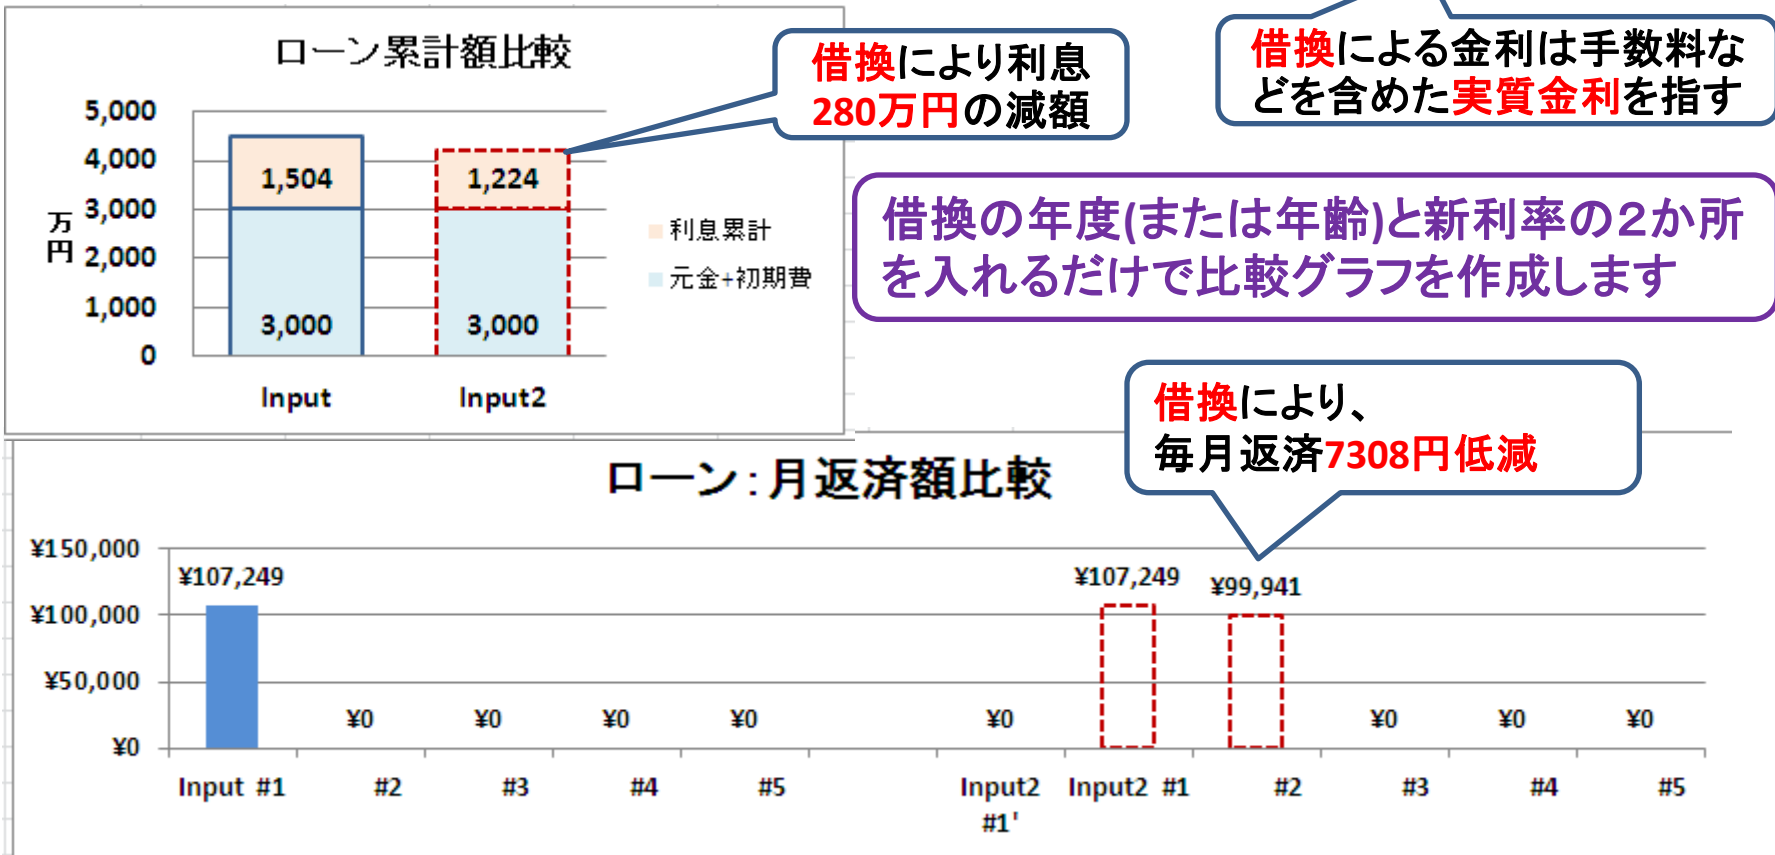 ローン累計額比較
5,000
4,000
3,000
2,000
1,000
0
万
円
1,504
1,224
3,000
3,000
Input
Input2
利息累計
元金+初期費
借換により利息
280万円の減額
借換による金利は手数料な
どを含めた実質金利を指す
借換の年度(または年齢)と新利率の2か所
を入れるだけで比較グラフを作成します
借換により、
毎月返済7308円低減
ローン:月返済額比較
¥150,000
¥100,000
¥50,000
¥0
¥107,249
¥0
¥0
¥0
¥0
¥0
¥107,249
¥99,941
¥0
¥0
¥0
Input #1
#2
#3
#4
#5
Input2
#1'
Input2 #1
#2
#3
#4
#5